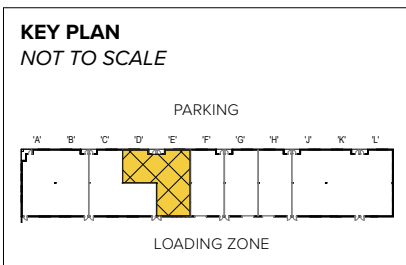 KEY PLAN
NOT TO SCALE
PARKING
'A' 'B' 'C' 'D' 'E' 'F' 'G' 'H' 'J' 'K' 'L'
LOADING ZONE